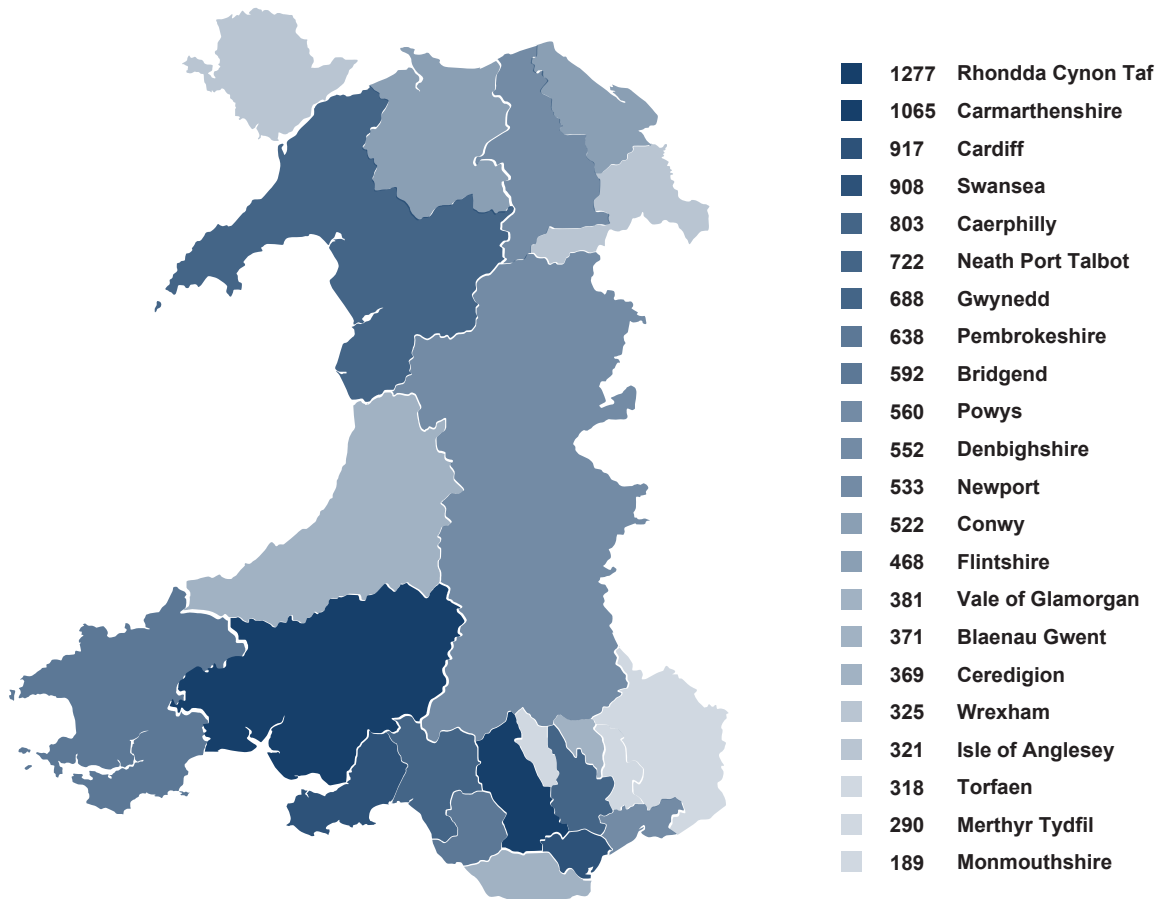 1277 Rhondda Cynon Taf
1065 Carmarthenshire
917 Cardiff
908 Swansea
803 Caerphilly
722 Neath Port Talbot
688 Gwynedd
638 Pembrokeshire
592 Bridgend
560 Powys
552 Denbighshire
533 Newport
522 Conwy
468 Flintshire
381 Vale of Glamorgan
371 Blaenau Gwent
369 Ceredigion
325 Wrexham
321 Isle of Anglesey
318 Torfaen
290 Merthyr Tydfil
189 Monmouthshire